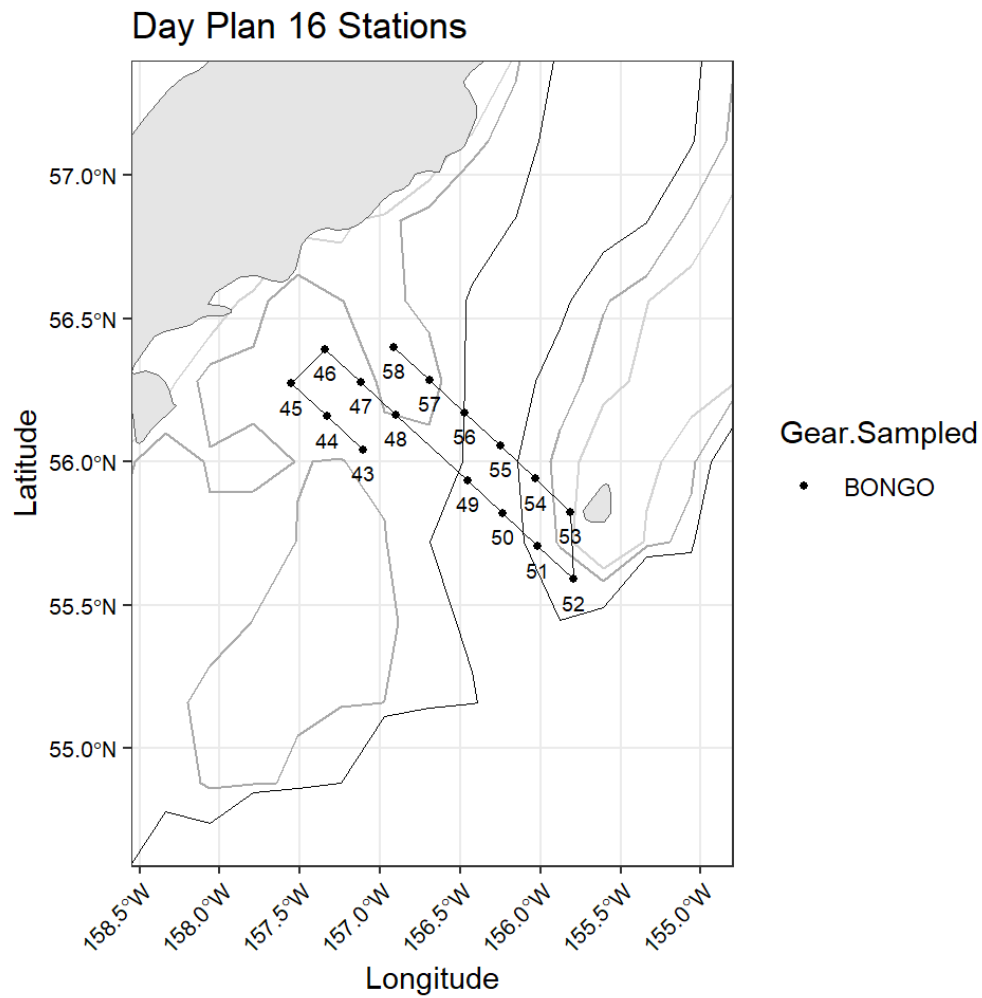 Day Plan 16 Stations
57.0°N
56.5°N
56.0°N
55.5°N
55.0°N
Latitude
46
58
45
47
57
44
48
56
43
55
49
54
50
53
51
52
158.5°W
158.0°W
157.5°W
157.0°W
156.5°W
156.0°W
155.5°W
155.0°W
Longitude
Gear.Sampled
BONGO